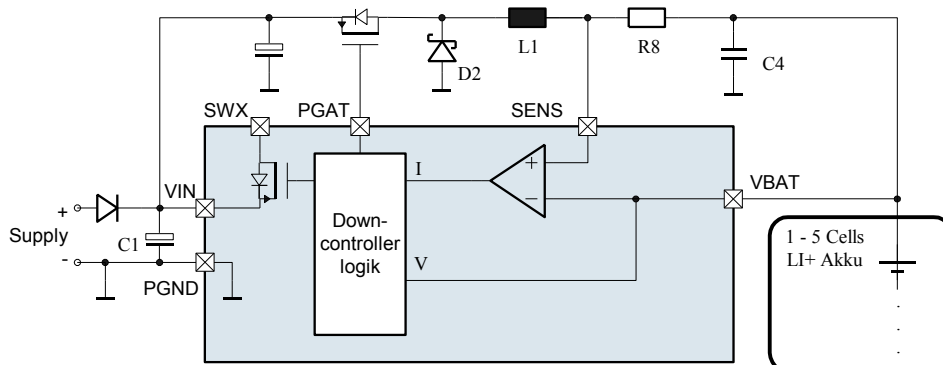 L1
R8
D2
C4
SWX
PGAT
SENS
+
I
VIN
VBAT
+
Supply
-
C1
−
Down-
controller
logik
V
PGND
1 - 5 Cells
LI+ Akku